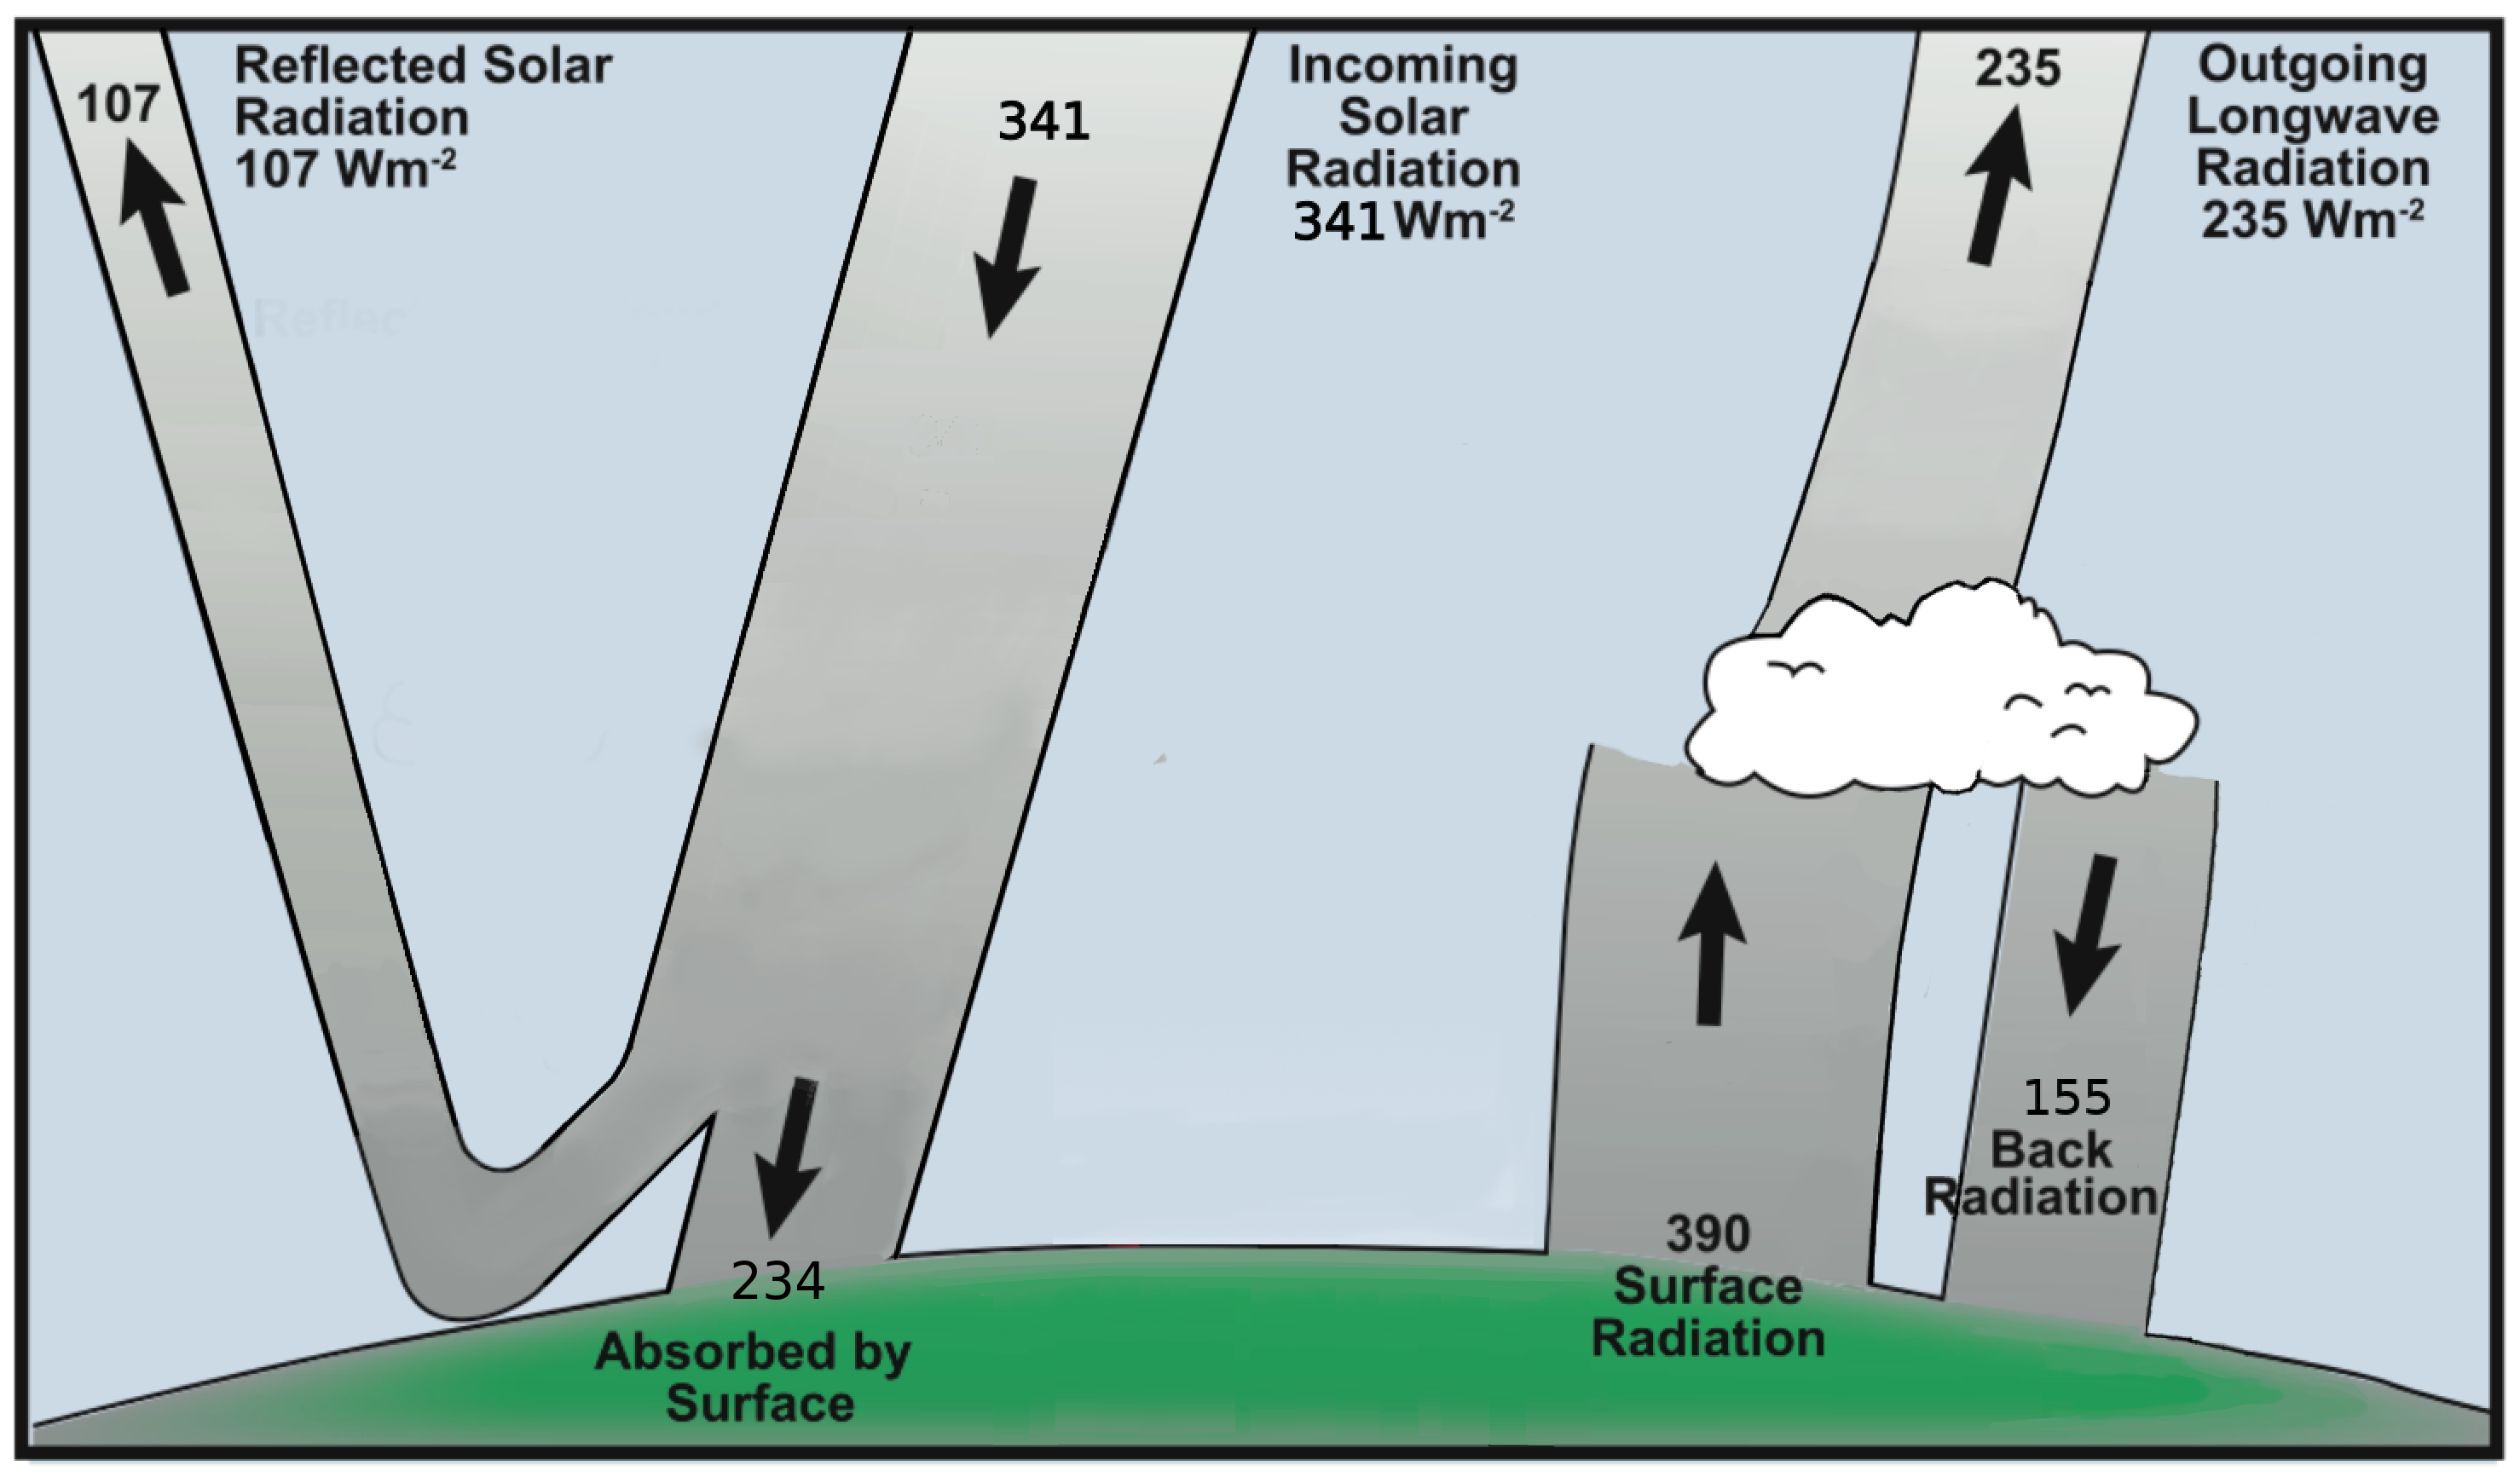 107
Reflected Solar
Radiation
107 Wm-2
341
Incoming
Solar
Radiation
341 Wm-2
235
Outgoing
Longwave
Radiation
235 Wm-2
Reflec
234
Absorbed by
Surface
390
Surface
Radiation
155
Back
Radiation